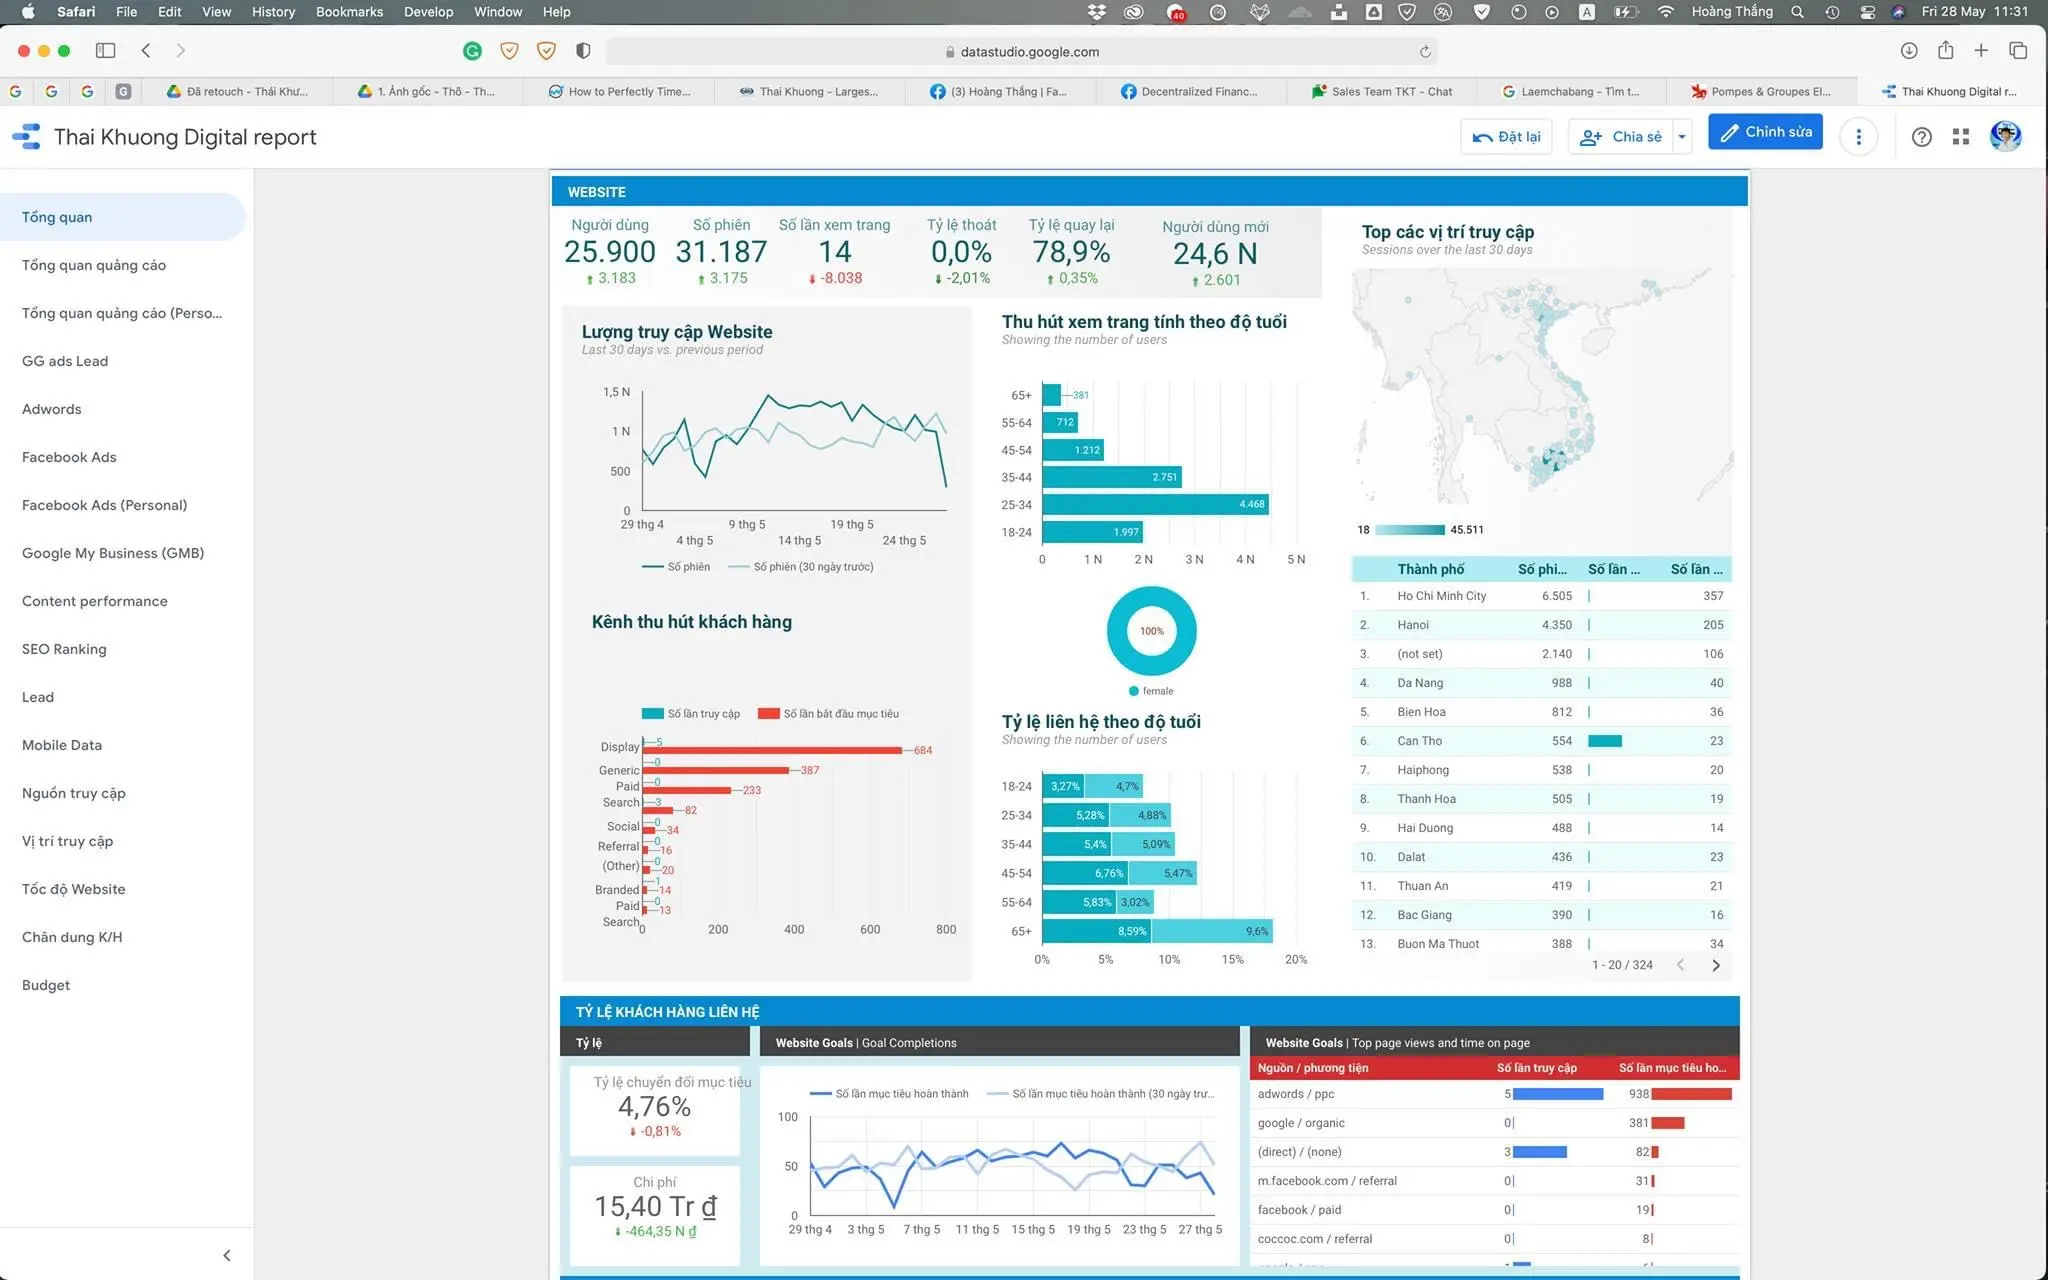 Safari File Edit View History Bookmarks Develop Window Help
40
A
Hoàng Thắng
Fri 28 May 11:31
datastudio.google.com
Đã retouch - Thái Khư...
1. Ảnh gốc - Thô - Th...
How to Perfectly Time...
Thai Khuong - Larges...
(3) Hoàng Thắng | Fa...
Decentralized Financ...
Sales Team TKT - Chat
Laemchabang - Tìm t...
Pompes & Groupes El...
Thai Khuong Digital r...
Thai Khuong Digital report
Đặt lại
Chia sẻ
Chỉnh sửa
Tổng quan
Tổng quan quảng cáo
Tổng quan quảng cáo (Perso...
GG ads Lead
Adwords
Facebook Ads
Facebook Ads (Personal)
Google My Business (GMB)
Content performance
SEO Ranking
Lead
Mobile Data
Nguồn truy cập
Vị trí truy cập
Tốc độ Website
Chân dung K/H
Budget
WEBSITE
Người dùng
25.900
3.183
Số phiên
31.187
3.175
Số lần xem trang
14
-8.038
Tỷ lệ thoát
0,0%
-2,01%
Tỷ lệ quay lại
78,9%
0,35%
Người dùng mới
24,6 N
2.601
Lượng truy cập Website
Last 30 days vs. previous period
1,5 N
1 N
500
0
29 thg 4 9 thg 5 19 thg 5
4 thg 5 14 thg 5 24 thg 5
Số phiên Số phiên (30 ngày trước)
Kênh thu hút khách hàng
Số lần truy cập Số lần bắt đầu mục tiêu
Display 5 684
Generic 0 387
Paid 0 233
Search 3 82
Social 0 34
Referral 0 16
(Other) 0 20
Branded 1 14
Paid 0 13
Search
0 200 400 600 800
Thu hút xem trang tính theo độ tuổi
Showing the number of users
65+ 381
55-64 712
45-54 1.212
35-44 2.751
25-34 4.468
18-24 1.997
0 1 N 2 N 3 N 4 N 5 N
100%
female
Tỷ lệ liên hệ theo độ tuổi
Showing the number of users
18-24 3,27% 4,7%
25-34 5,28% 4,88%
35-44 5,4% 5,09%
45-54 6,76% 5,47%
55-64 5,83% 3,02%
65+ 8,59% 9,6%
0% 5% 10% 15% 20%
Top các vị trí truy cập
Sessions over the last 30 days
18 45.511
Thành phố Số phi... Số lần ... Số lần ...
1. Ho Chi Minh City 6.505 357
2. Hanoi 4.350 205
3. (not set) 2.140 106
4. Da Nang 988 40
5. Bien Hoa 812 36
6. Can Tho 554 23
7. Haiphong 538 20
8. Thanh Hoa 505 19
9. Hai Duong 488 14
10. Dalat 436 23
11. Thuan An 419 21
12. Bac Giang 390 16
13. Buon Ma Thuot 388 34
1 - 20 / 324
TỶ LỆ KHÁCH HÀNG LIÊN HỆ
Tỷ lệ
Tỷ lệ chuyển đổi mục tiêu
4,76%
-0,81%
Chi phí
15,40 Tr ₫
-464,35 N ₫
Website Goals | Goal Completions
Số lần mục tiêu hoàn thành Số lần mục tiêu hoàn thành (30 ngày trư...
100
50
0
29 thg 4 3 thg 5 7 thg 5 11 thg 5 15 thg 5 19 thg 5 23 thg 5 27 thg 5
Website Goals | Top page views and time on page
Nguồn / phương tiện Số lần truy cập Số lần mục tiêu ho...
adwords / ppc 5 938
google / organic 0 381
(direct) / (none) 3 82
m.facebook.com / referral 0 31
facebook / paid 0 19
coccoc.com / referral 0 8